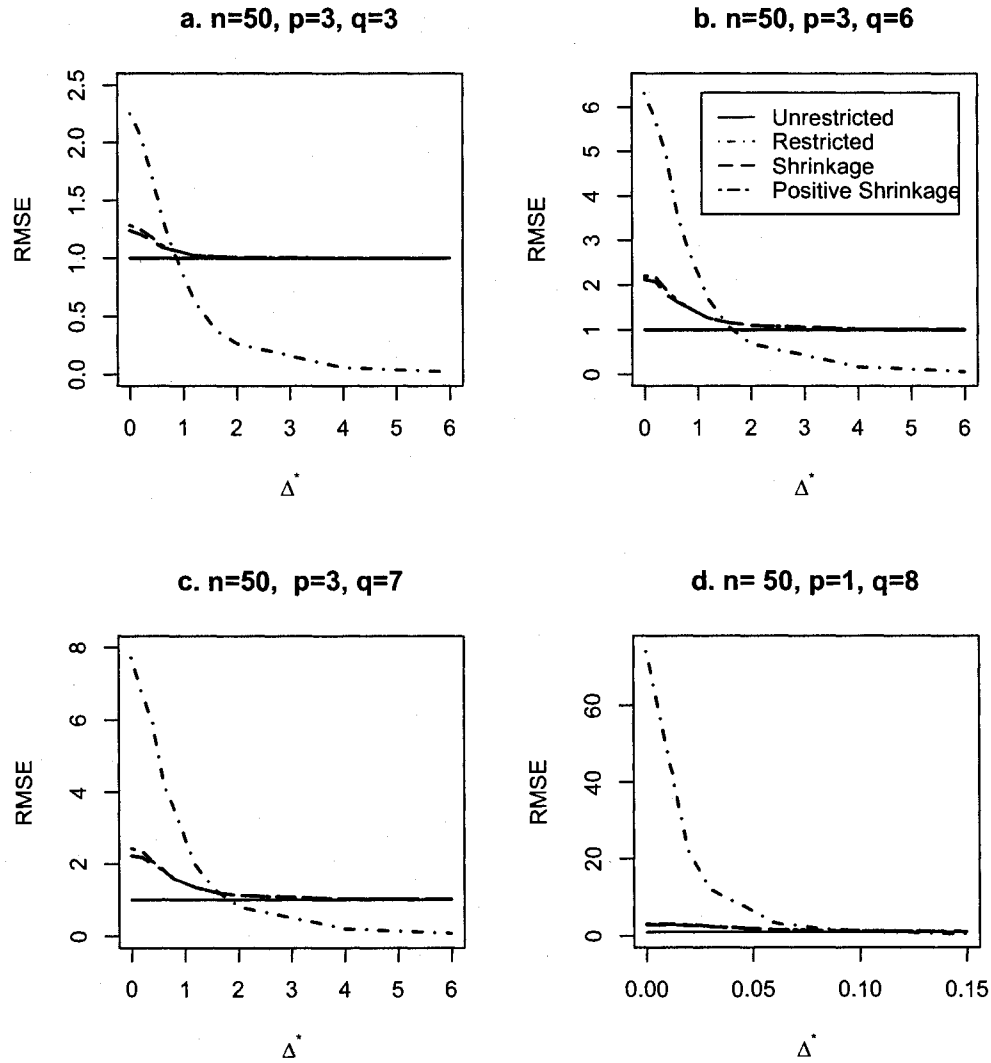 a. n=50, p=3, q=3
RMSE
2.5
2.0
1.5
1.0
0.5
0.0
0 1 2 3 4 5 6
Δ*
b. n=50, p=3, q=6
RMSE
6
5
4
3
2
1
0
Unrestricted
Restricted
Shrinkage
Positive Shrinkage
0 1 2 3 4 5 6
Δ*
c. n=50, p=3, q=7
RMSE
8
6
4
2
0
0 1 2 3 4 5 6
Δ*
d. n= 50, p=1, q=8
RMSE
60
40
20
0
0.00 0.05 0.10 0.15
Δ*